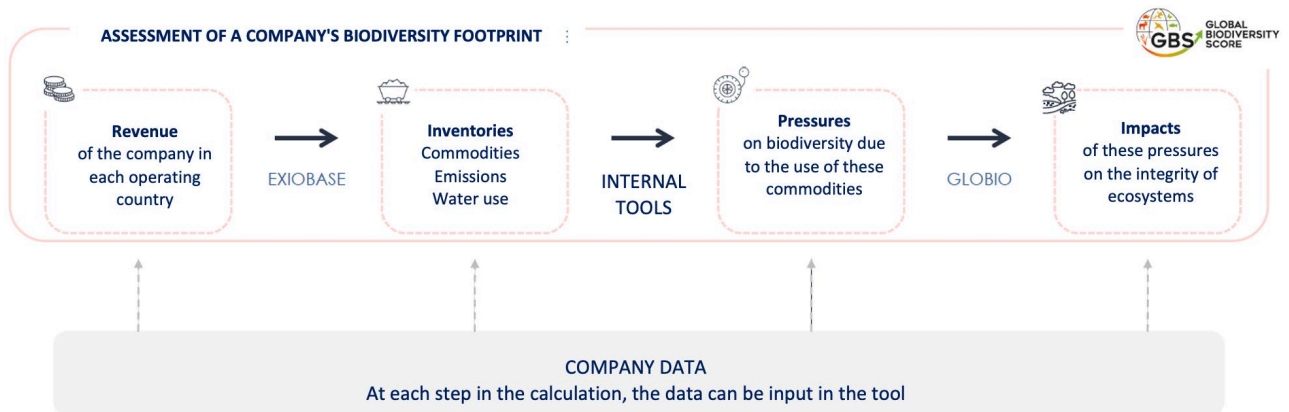 ASSESSMENT OF A COMPANY'S BIODIVERSITY FOOTPRINT
GBS
GLOBAL
BIODIVERSITY
SCORE
Revenue
of the company in
each operating
country
EXIOBASE
Inventories
Commodities
Emissions
Water use
INTERNAL
TOOLS
Pressures
on biodiversity due
to the use of these
commodities
GLOBIO
Impacts
of these pressures
on the integrity of
ecosystems
COMPANY DATA
At each step in the calculation, the data can be input in the tool